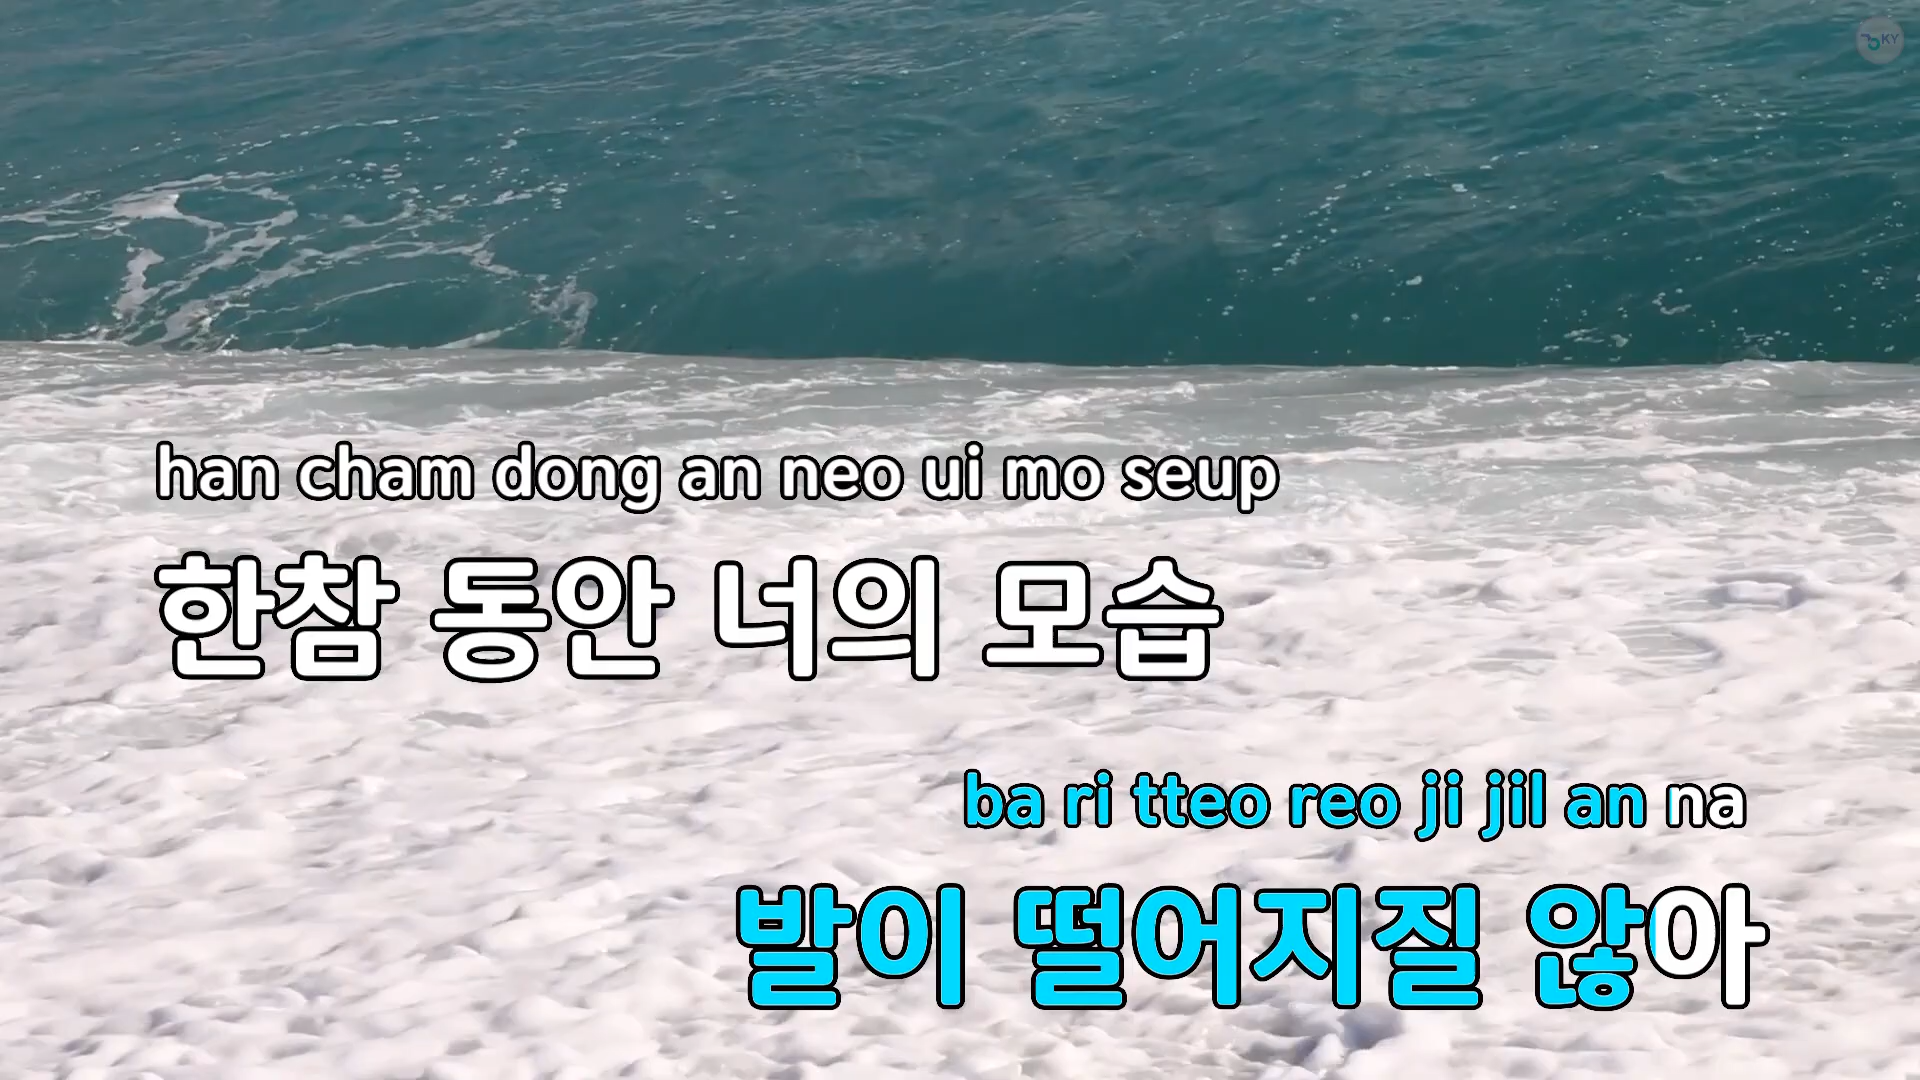 KY
han cham dong an neo ui mo seup
한참 동안 너의 모습
ba ri tteo reo ji jil an na
발이 떨어지질 않아